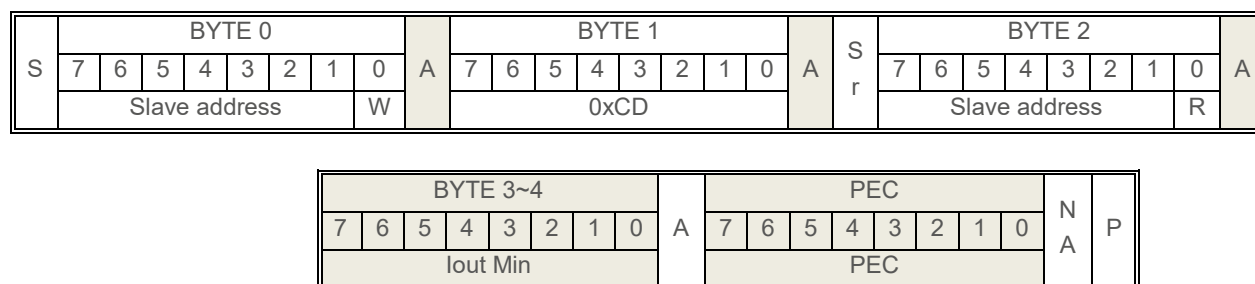 BYTE 0 BYTE 1 BYTE 2
S 7 6 5 4 3 2 1 0 A 7 6 5 4 3 2 1 0 A Sr 7 6 5 4 3 2 1 0 A
Slave address W 0xCD Slave address R
BYTE 3~4 PEC
7 6 5 4 3 2 1 0 A 7 6 5 4 3 2 1 0 NA P
Iout Min PEC